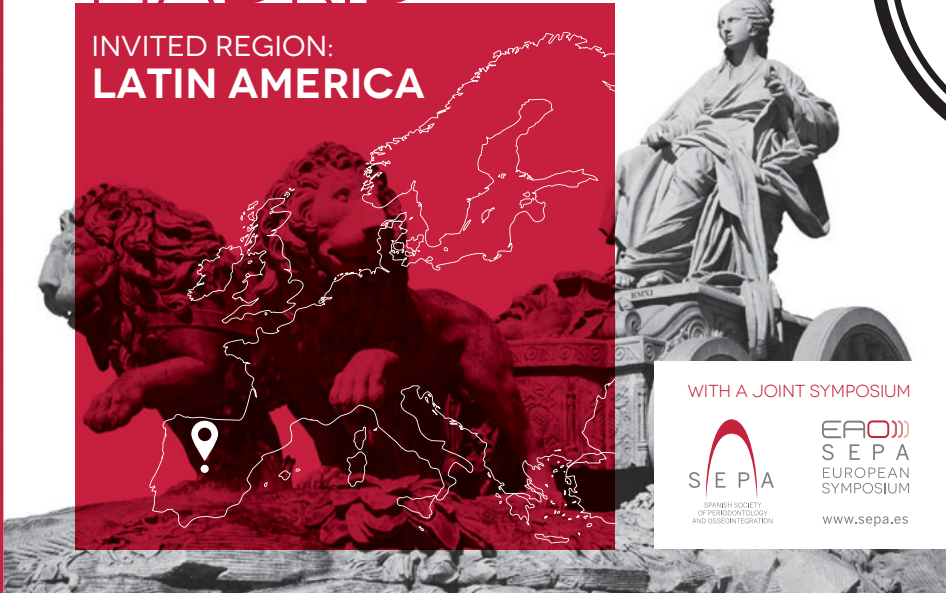 INVITED REGION:
LATIN AMERICA
RMXI
WITH A JOINT SYMPOSIUM
SEPA
SPANISH SOCIETY
OF PERIODONTOLOGY
AND OSSEOINTEGRATION
EAO
SEPA
EUROPEAN
SYMPOSIUM
www.sepa.es